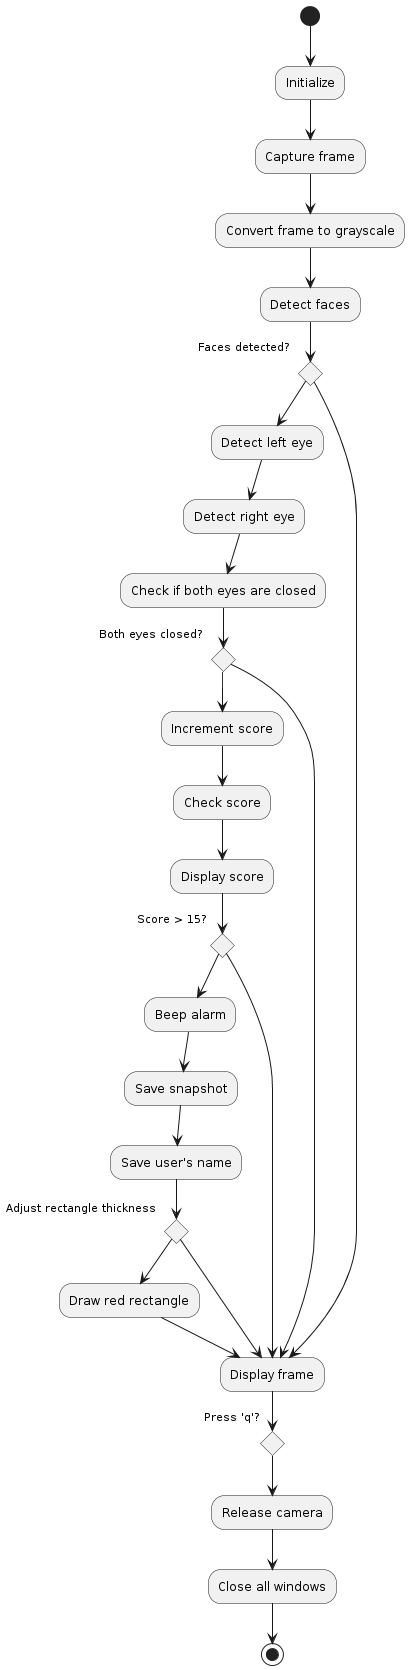 Initialize
Capture frame
Convert frame to grayscale
Detect faces
Faces detected?
Detect left eye
Detect right eye
Check if both eyes are closed
Both eyes closed?
Increment score
Check score
Display score
Score > 15?
Beep alarm
Save snapshot
Save user's name
Adjust rectangle thickness
Draw red rectangle
Display frame
Press 'q'?
Release camera
Close all windows